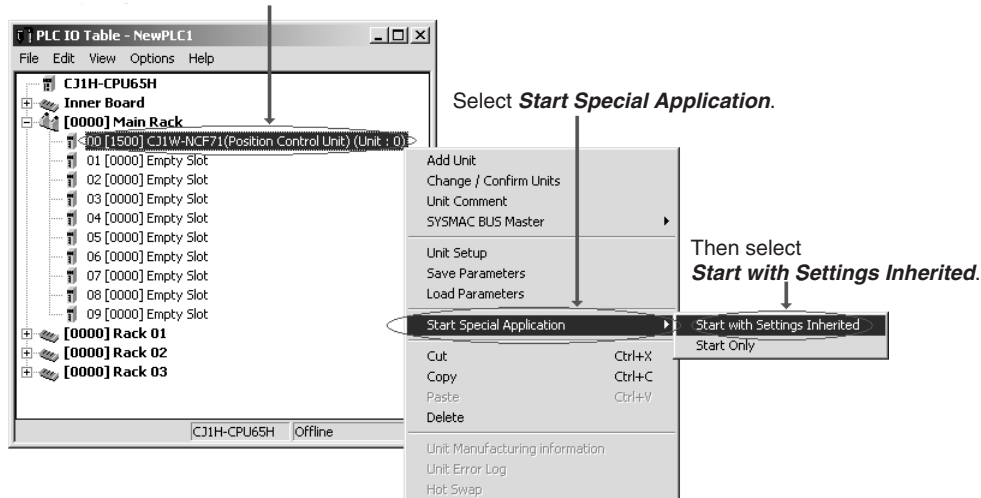 PLC IO Table - NewPLC1
File Edit View Options Help
CJ1H-CPU65H
Inner Board
[0000] Main Rack
00 [1500] CJ1W-NCF71(Position Control Unit) (Unit : 0)
01 [0000] Empty Slot
02 [0000] Empty Slot
03 [0000] Empty Slot
04 [0000] Empty Slot
05 [0000] Empty Slot
06 [0000] Empty Slot
07 [0000] Empty Slot
08 [0000] Empty Slot
09 [0000] Empty Slot
[0000] Rack 01
[0000] Rack 02
[0000] Rack 03
CJ1H-CPU65H Offline
Select Start Special Application.
Add Unit
Change / Confirm Units
Unit Comment
SYSMAC BUS Master
Unit Setup
Save Parameters
Load Parameters
Start Special Application
Cut Ctrl+X
Copy Ctrl+C
Paste Ctrl+V
Delete
Unit Manufacturing information
Unit Error Log
Hot Swap
Then select
Start with Settings Inherited.
Start with Settings Inherited
Start Only